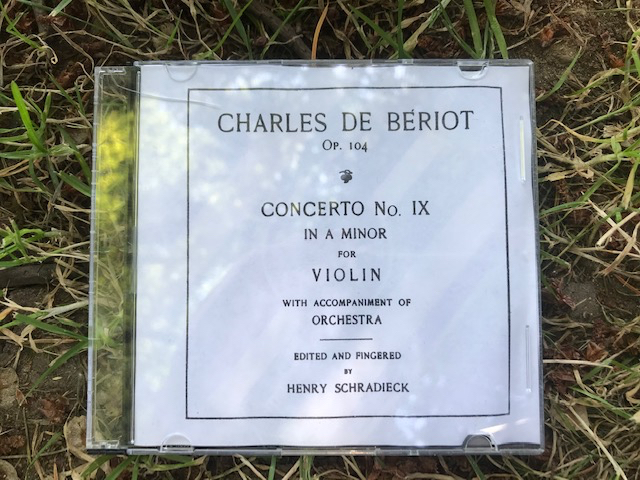 CHARLES DE BÉRIOT
OP. 104
CONCERTO No. IX
IN A MINOR
FOR
VIOLIN
WITH ACCOMPANIMENT OF
ORCHESTRA
EDITED AND FINGERED
BY
HENRY SCHRADIECK